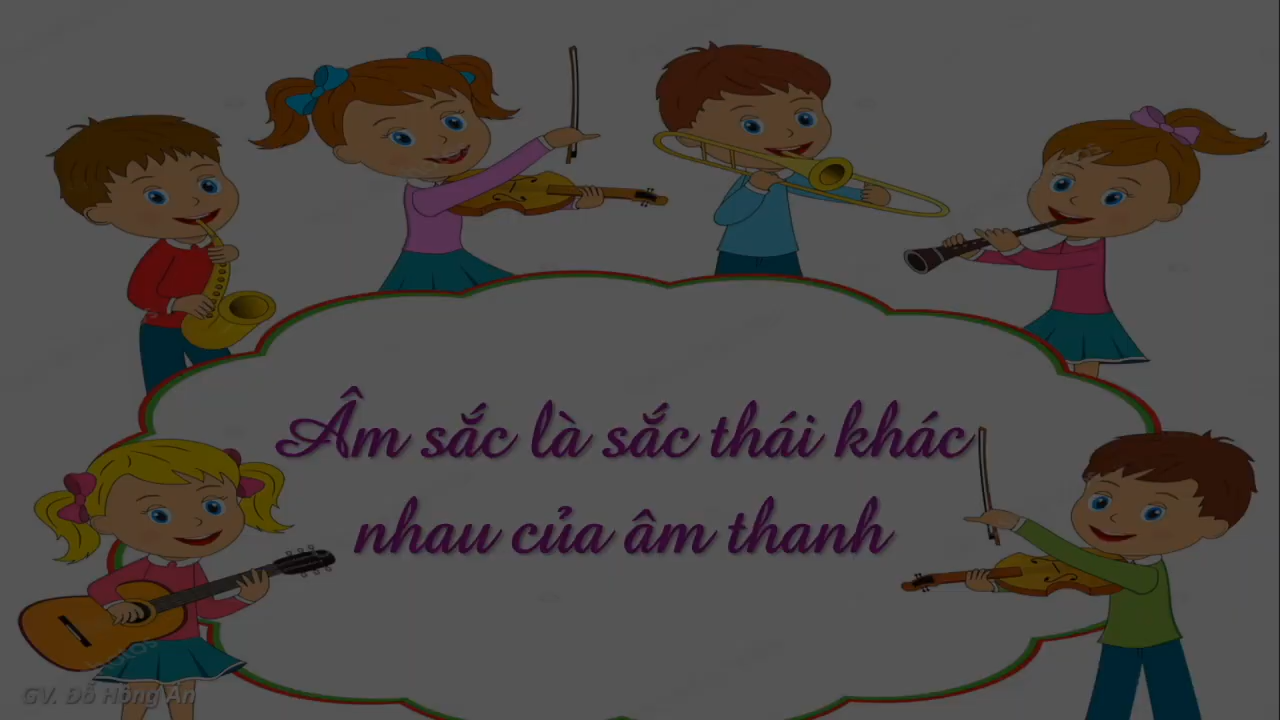 Âm sắc là sắc thái khác
nhau của âm thanh
GV. Đỗ Hồng Ân